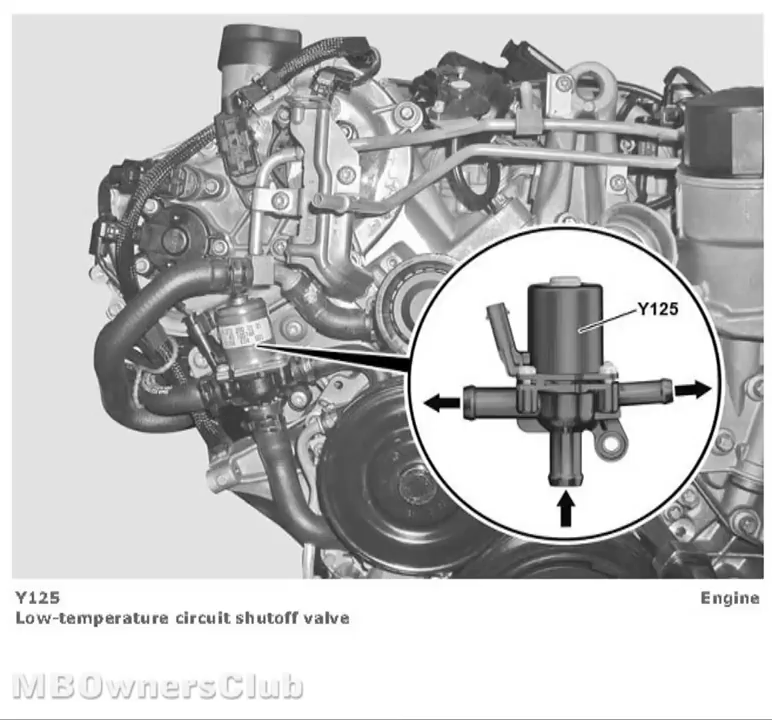 Y125
Y125
Engine
Low-temperature circuit shutoff valve
MBOwnersClub